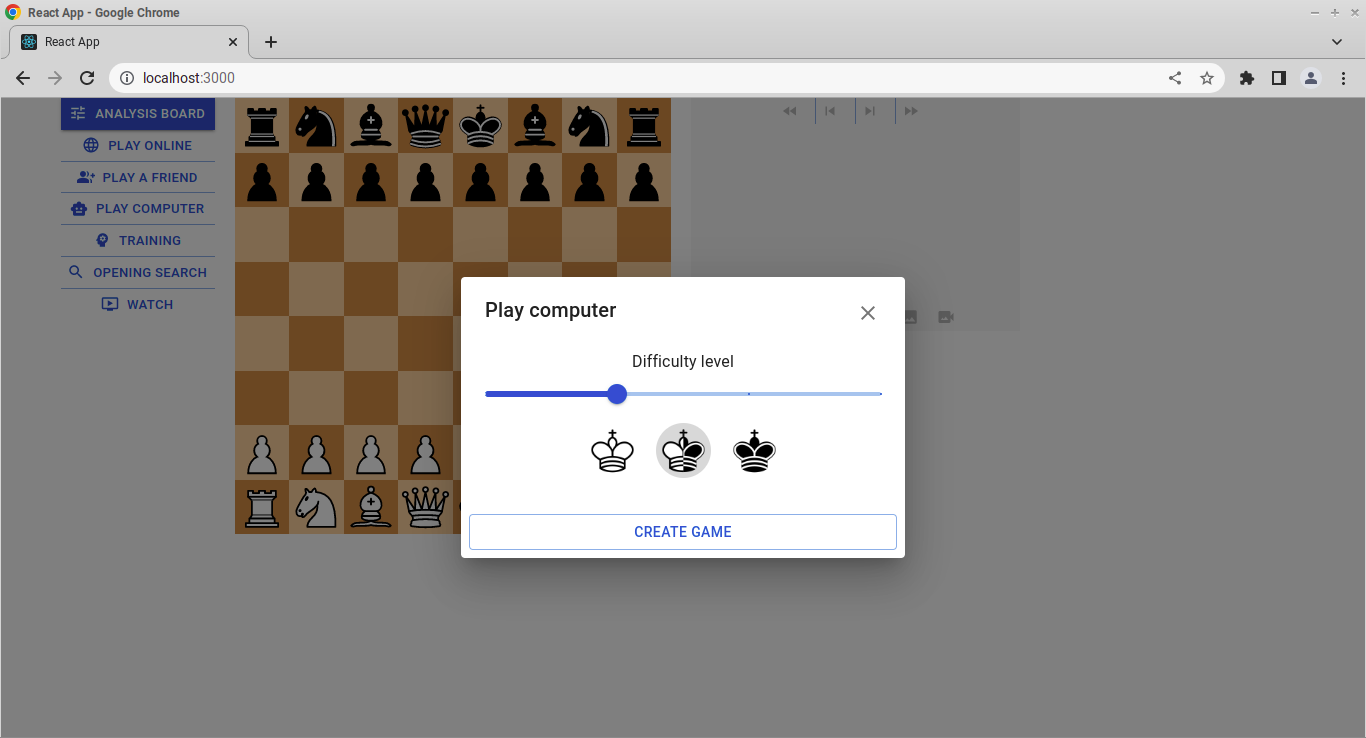 React App - Google Chrome
React App
localhost:3000
ANALYSIS BOARD
PLAY ONLINE
PLAY A FRIEND
PLAY COMPUTER
TRAINING
OPENING SEARCH
WATCH
Play computer
Difficulty level
CREATE GAME